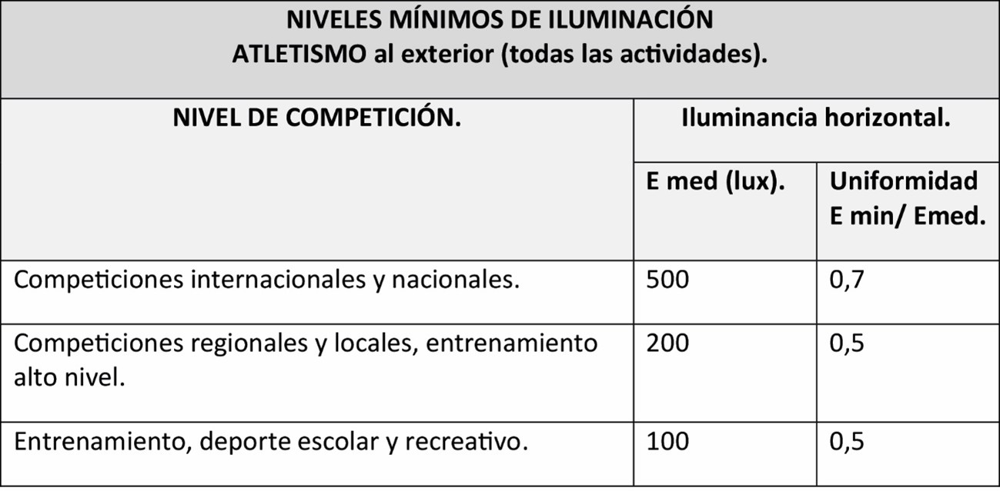 NIVELES MÍNIMOS DE ILUMINACIÓN
ATLETISMO al exterior (todas las actividades).
NIVEL DE COMPETICIÓN.
Iluminancia horizontal.
E med (lux).
Uniformidad
E min/ Emed.
Competiciones internacionales y nacionales.
500
0,7
Competiciones regionales y locales, entrenamiento
alto nivel.
200
0,5
Entrenamiento, deporte escolar y recreativo.
100
0,5